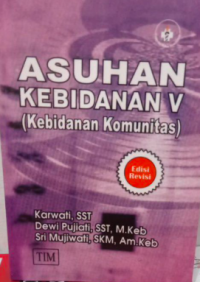 ASUHAN
KEBIDANAN V
(Kebidanan Komunitas)
Edisi
Revisi
Karwati, SST
Dewi Pujiati, SST, M.Keb
Sri Mujiwati, SKM, Am.Keb
TIM